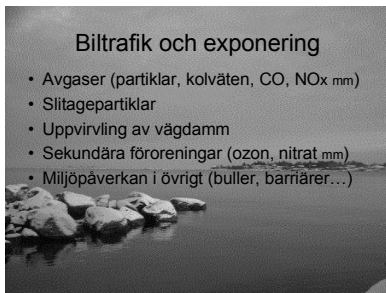 Biltrafik och exponering
• Avgaser (partiklar, kolväten, CO, NOx mm)
• Slitagepartiklar
• Uppvirvling av vägdamm
• Sekundära föroreningar (ozon, nitrat mm)
• Miljöpåverkan i övrigt (buller, barriärer…)